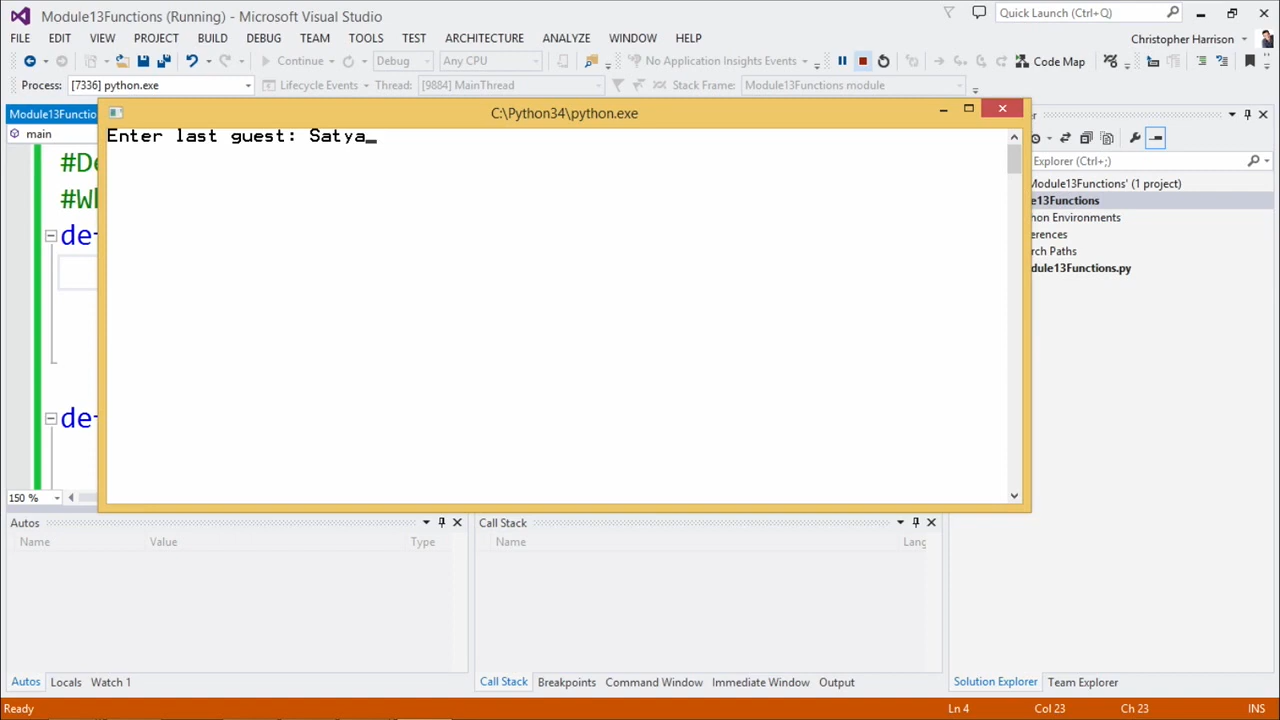 Module13Functions (Running) - Microsoft Visual Studio
Quick Launch (Ctrl+Q)
FILE EDIT VIEW PROJECT BUILD DEBUG TEAM TOOLS TEST ARCHITECTURE ANALYZE WINDOW HELP
Christopher Harrison
Continue Debug Any CPU No Application Insights Events Code Map
Process: [7336] python.exe Lifecycle Events Thread: [9884] MainThread Stack Frame: Module13Functions module
C:\Python34\python.exe
main
Enter last guest: Satya_
Explorer (Ctrl+;)
Module13Functions' (1 project)
150 %
Autos
Call Stack
Name Value Type
Name Lang
Autos Locals Watch 1
Call Stack Breakpoints Command Window Immediate Window Output
Solution Explorer Team Explorer
Ready
Ln 4 Col 23 Ch 23 INS